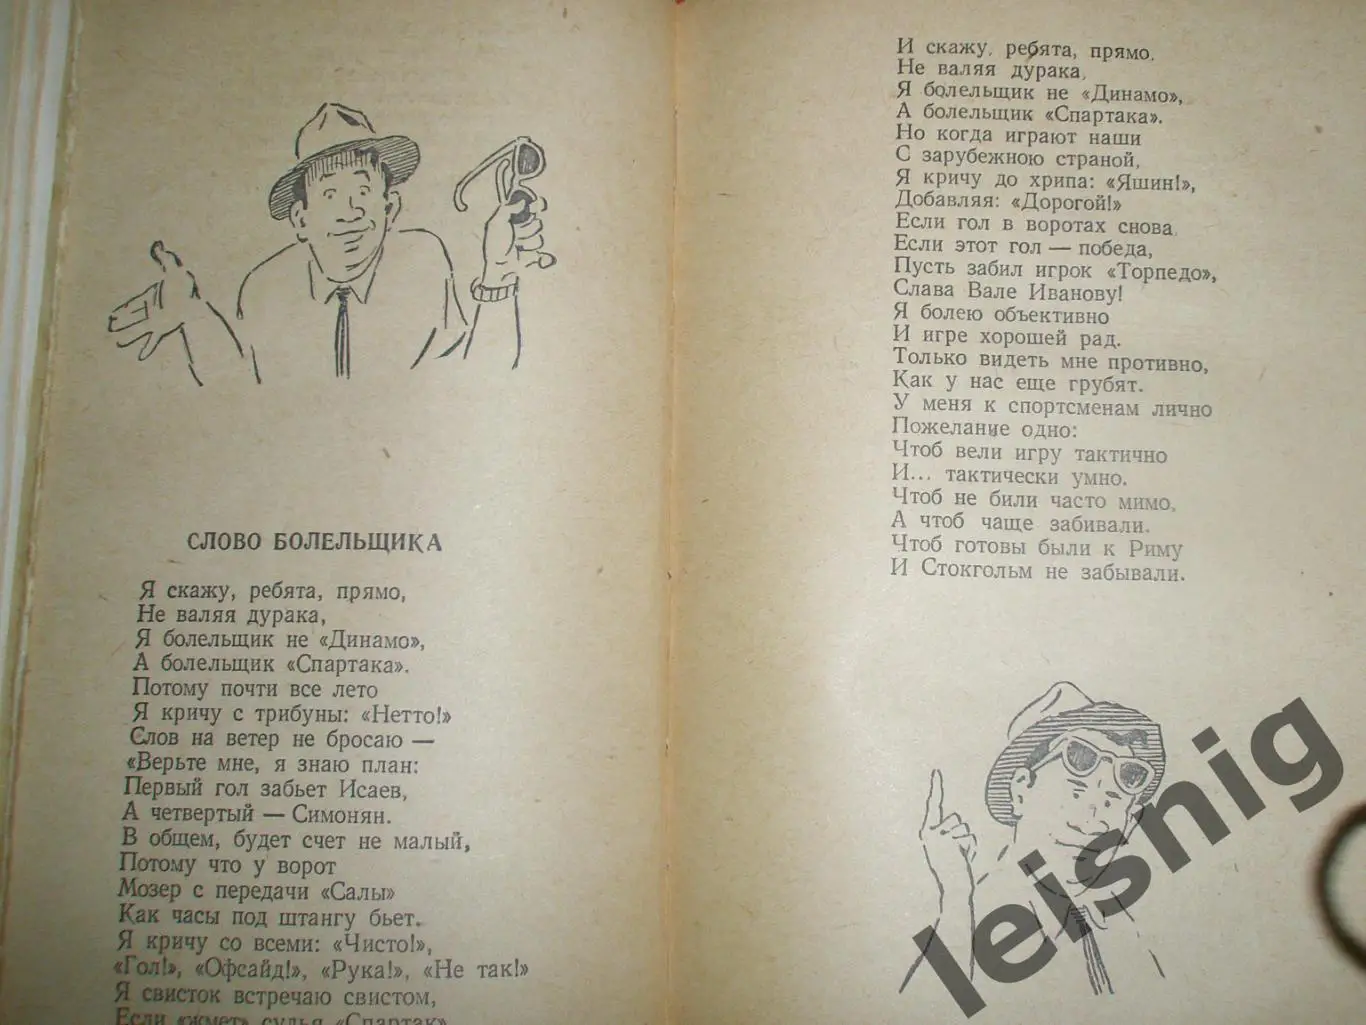 СЛОВО БОЛЕЛЬЩИКА
Я скажу, ребята, прямо,
Не валяя дурака,
Я болельщик не «Динамо»,
А болельщик «Спартака».
Потому почти все лето
Я кричу с трибуны: «Нетто!»
Слов на ветер не бросаю —
«Верьте мне, я знаю план:
Первый гол забьет Исаев,
А четвертый — Симонян.
В общем, будет счет не малый,
Потому что у ворот
Мозер с передачи «Салы»
Как часы под штангу бьет.
Я кричу со всеми: «Чисто!»,
«Гол!», «Офсайд!», «Рука!», «Не так!»
Я свисток встречаю свистом,
Если «жмет» судья «Спартак»
И скажу, ребята, прямо,
Не валяя дурака,
Я болельщик не «Динамо»,
А болельщик «Спартака».
Но когда играют наши
С зарубежною страной,
Я кричу до хрипа: «Яшин!»,
Добавляя: «Дорогой!»
Если гол в воротах снова,
Если этот гол — победа,
Пусть забил игрок «Торпедо»,
Слава Вале Иванову!
Я болею объективно
И игре хорошей рад.
Только видеть мне противно,
Как у нас еще грубят.
У меня к спортсменам лично
Пожелание одно:
Чтоб вели игру тактично
И... тактически умно.
Чтоб не били часто мимо,
А чтоб чаще забивали.
Чтоб готовы были к Риму
И Стокгольм не забывали.
leisnig